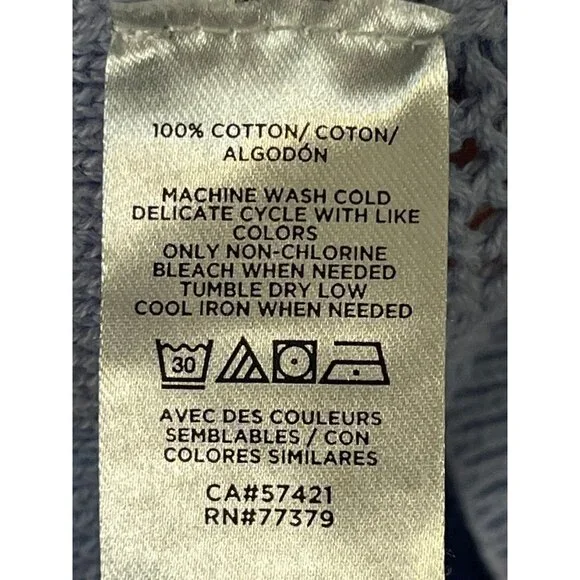 100% COTTON/ COTON/
ALGODÓN
MACHINE WASH COLD
DELICATE CYCLE WITH LIKE
COLORS
ONLY NON-CHLORINE
BLEACH WHEN NEEDED
TUMBLE DRY LOW
COOL IRON WHEN NEEDED
30
AVEC DES COULEURS
SEMBLABLES / CON
COLORES SIMILARES
CA#57421
RN#77379